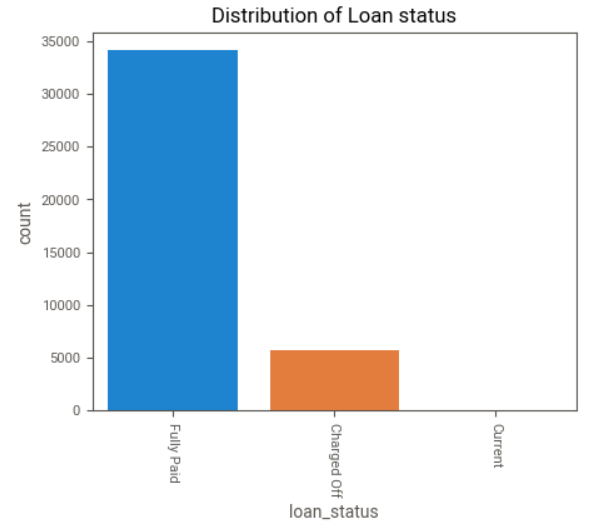 Distribution of Loan status
35000
30000
25000
20000
15000
10000
5000
0
count
Fully Paid
Charged Off
Current
loan_status